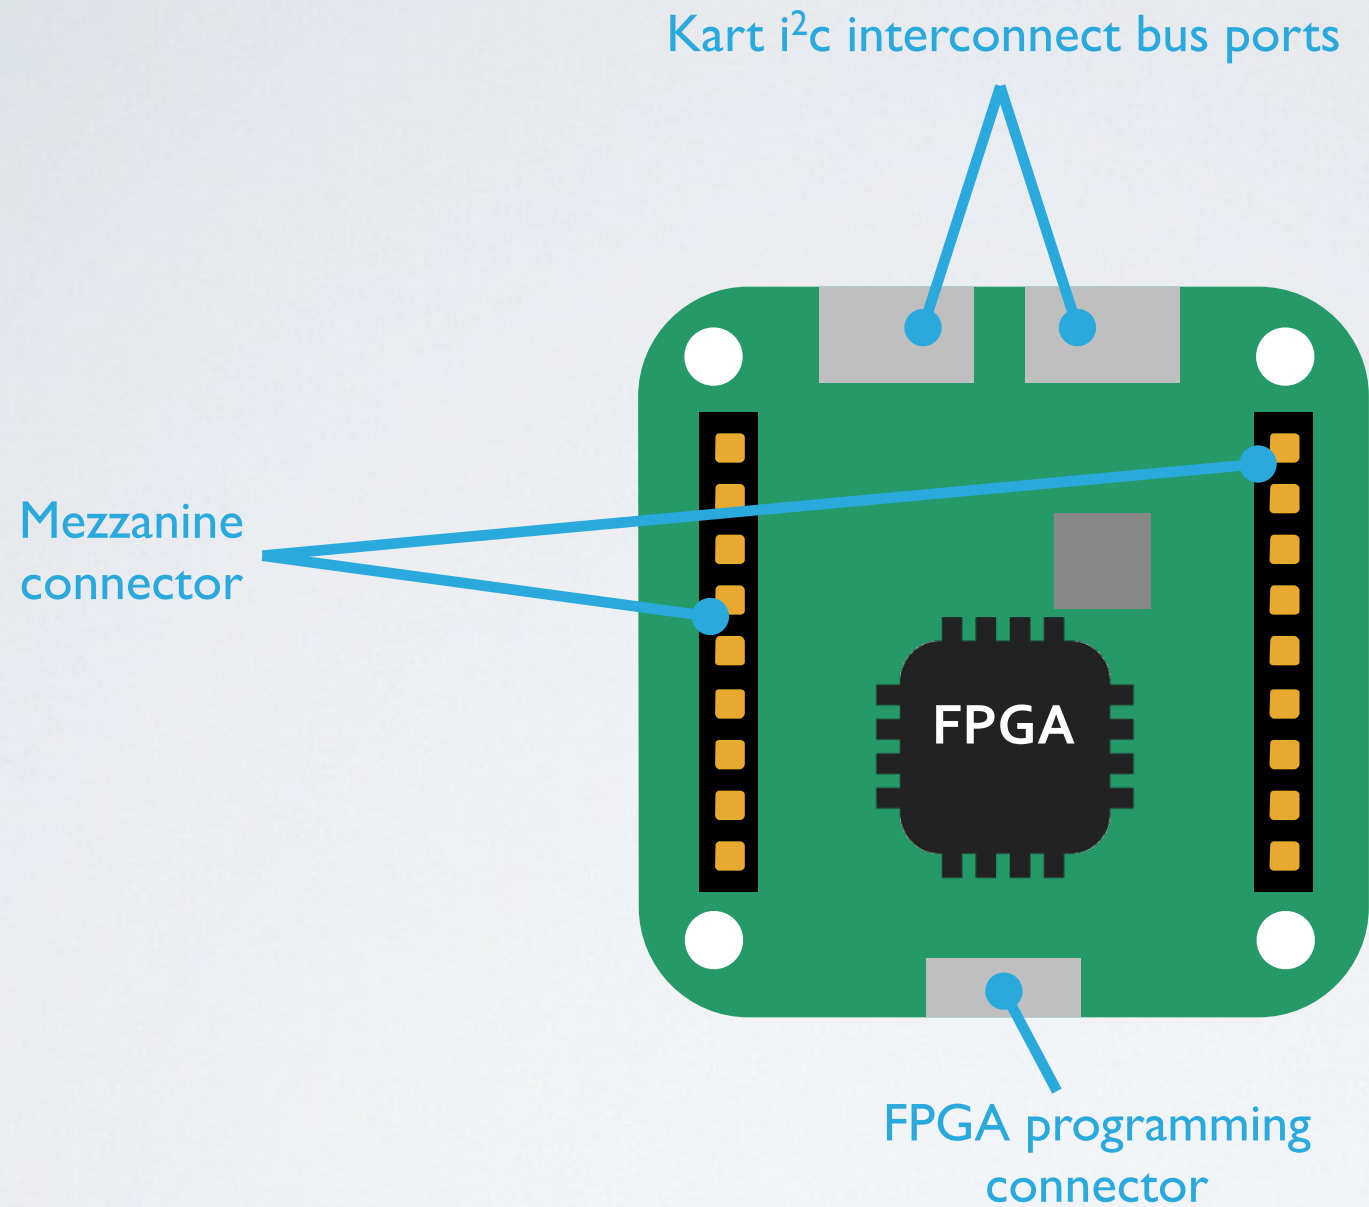 Kart i²c interconnect bus ports
Mezzanine
connector
FPGA
FPGA programming
connector